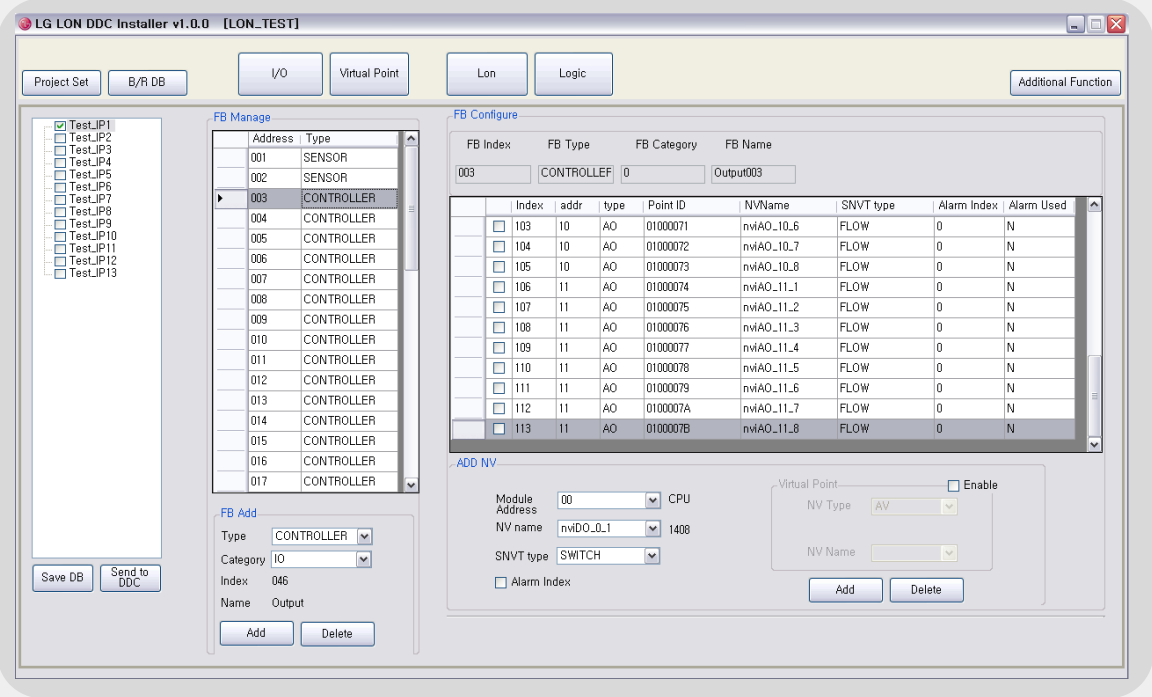 LG LON DDC Installer v1.0.0 [LON_TEST]
Project Set B/R DB I/O Virtual Point Lon Logic Additional Function
Test_IP1
Test_IP2
Test_IP3
Test_IP4
Test_IP5
Test_IP6
Test_IP7
Test_IP8
Test_IP9
Test_IP10
Test_IP11
Test_IP12
Test_IP13
Save DB
Send to
DDC
FB Manage
Address Type
001 SENSOR
002 SENSOR
003 CONTROLLER
004 CONTROLLER
005 CONTROLLER
006 CONTROLLER
007 CONTROLLER
008 CONTROLLER
009 CONTROLLER
010 CONTROLLER
011 CONTROLLER
012 CONTROLLER
013 CONTROLLER
014 CONTROLLER
015 CONTROLLER
016 CONTROLLER
017 CONTROLLER
FB Add
Type CONTROLLER
Category IO
Index 046
Name Output
Add Delete
FB Configure
FB Index FB Type FB Category FB Name
003 CONTROLLEF 0 Output003
Index addr type Point ID NVName SNVT type Alarm Index Alarm Used
103 10 AO 01000071 nviAO_10_6 FLOW 0 N
104 10 AO 01000072 nviAO_10_7 FLOW 0 N
105 10 AO 01000073 nviAO_10_8 FLOW 0 N
106 11 AO 01000074 nviAO_11_1 FLOW 0 N
107 11 AO 01000075 nviAO_11_2 FLOW 0 N
108 11 AO 01000076 nviAO_11_3 FLOW 0 N
109 11 AO 01000077 nviAO_11_4 FLOW 0 N
110 11 AO 01000078 nviAO_11_5 FLOW 0 N
111 11 AO 01000079 nviAO_11_6 FLOW 0 N
112 11 AO 0100007A nviAO_11_7 FLOW 0 N
113 11 AO 0100007B nviAO_11_8 FLOW 0 N
ADD NV
Module
Address 00 CPU
NV name nviDO_0_1 1408
SNVT type SWITCH
Alarm Index
Virtual Point Enable
NV Type AV
NV Name
Add Delete